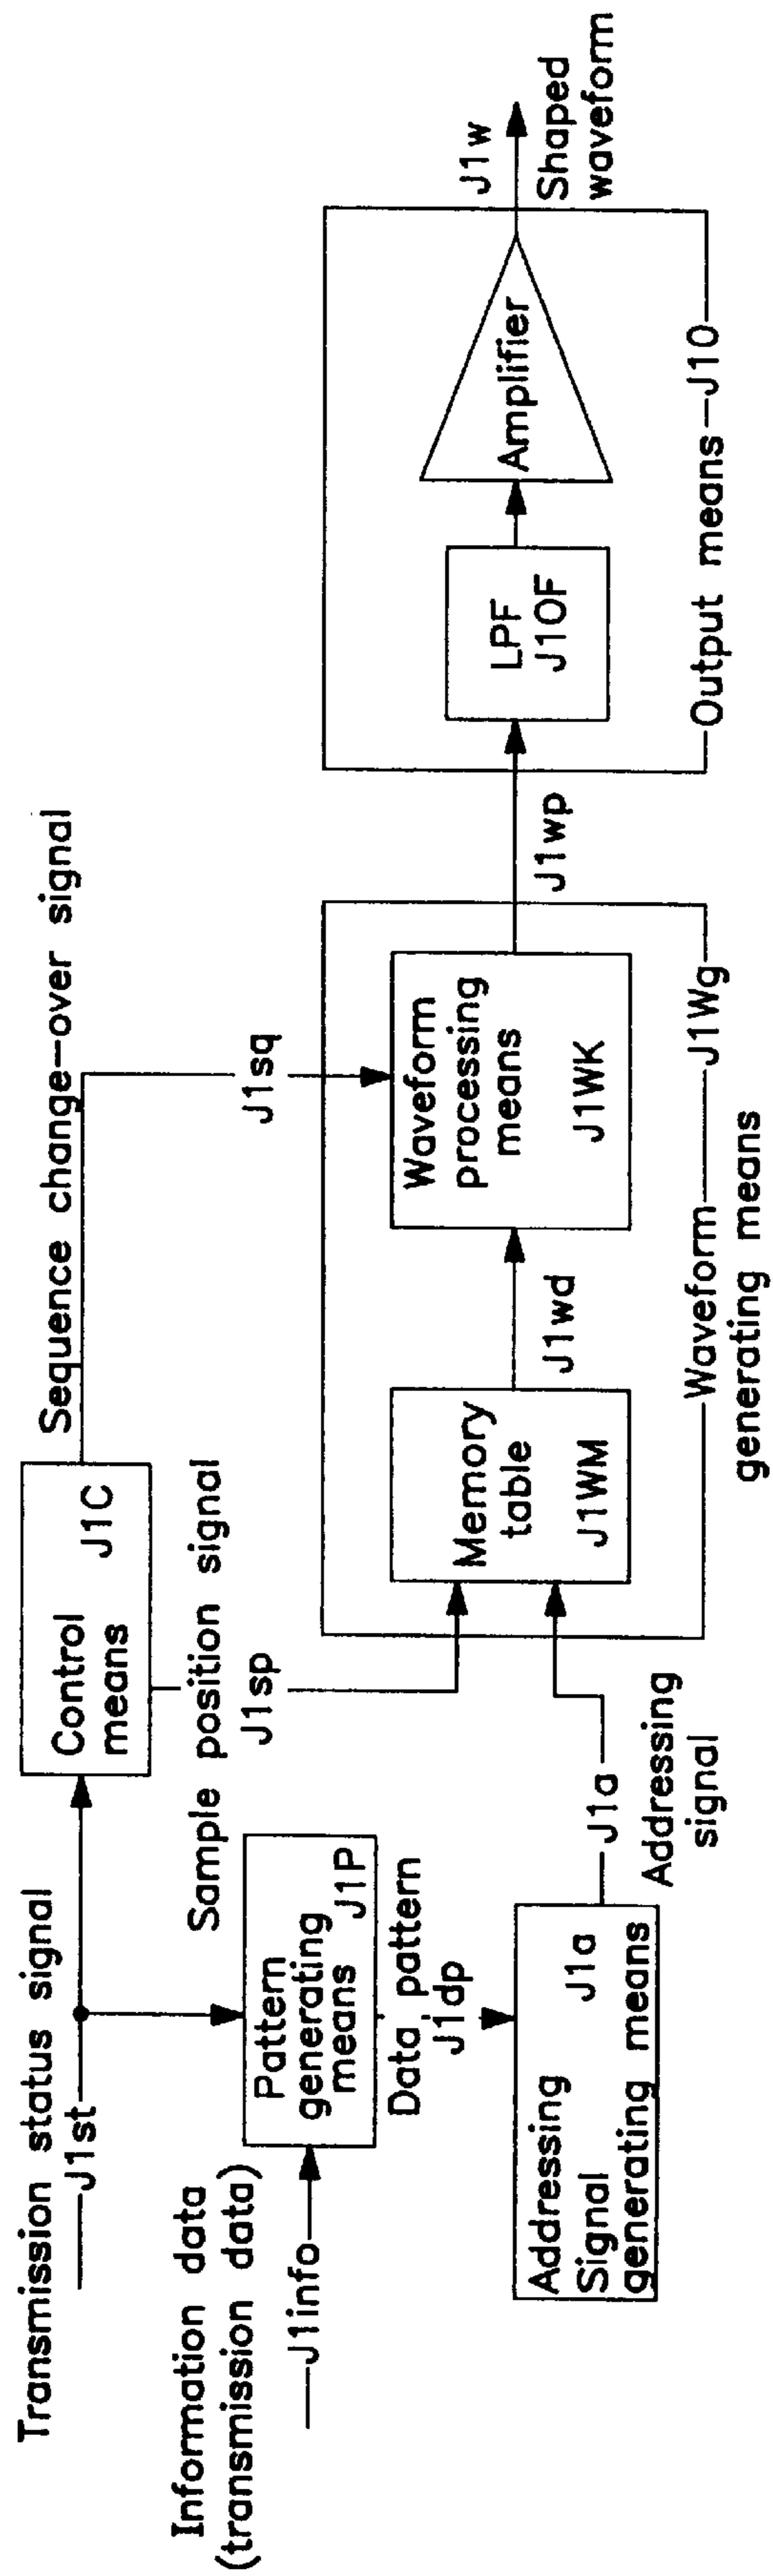 Transmission status signal
J1st
Information data
(transmission data)
J1info
Control
means
J1C
Sequence change-over signal
J1sq
Sample position signal
J1sp
Pattern
generating
means J1P
Data pattern
J1dp
Addressing
Signal J1a
generating means
J1a
Addressing
signal
Memory
table
J1WM
J1wd
Waveform
processing
means
J1WK
Waveform J1Wg
generating means
J1wp
LPF
J1OF
Amplifier
Output means J1O
J1w
Shaped
waveform